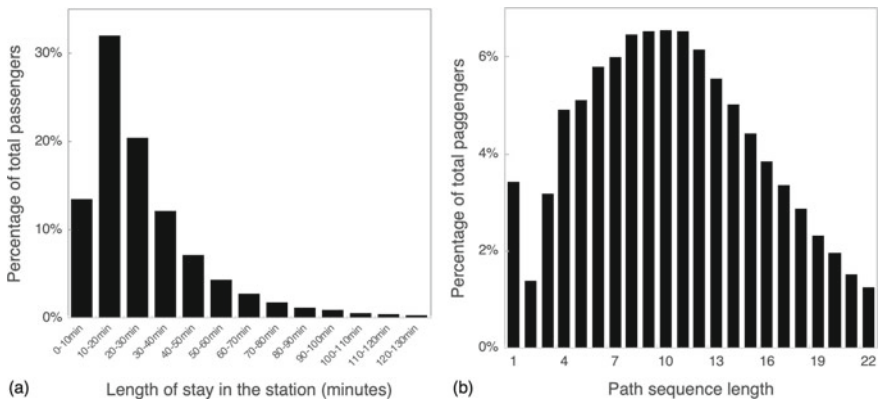 Percentage of total passengers
30%
20%
10%
0%
0-10min
10-20min
20-30min
30-40min
40-50min
50-60min
60-70min
70-80min
80-90min
90-100min
100-110min
110-120min
120-130min
(a)
Length of stay in the station (minutes)
Percentage of total paggengers
6%
4%
2%
0%
1 4 7 10 13 16 19 22
(b)
Path sequence length